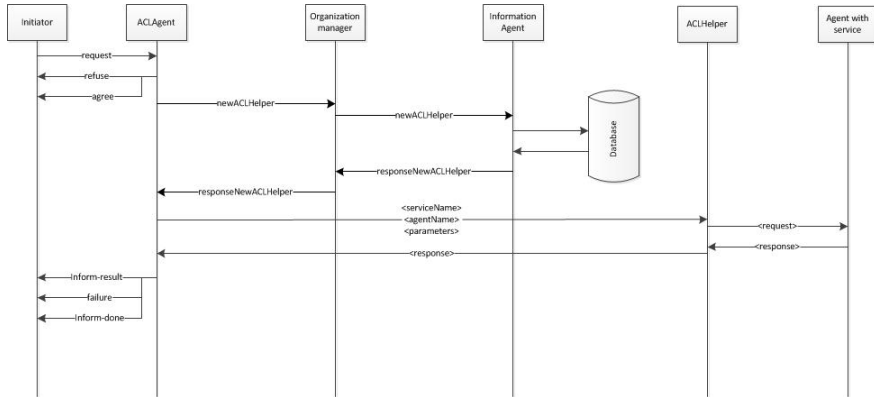 Initiator
ACLAgent
Organization
manager
Information
Agent
ACLHelper
Agent with
service
request
refuse
agree
newACLHelper
newACLHelper
Database
responseNewACLHelper
responseNewACLHelper
<serviceName>
<agentName>
<parameters>
<request>
<response>
<response>
Inform-result
failure
Inform-done